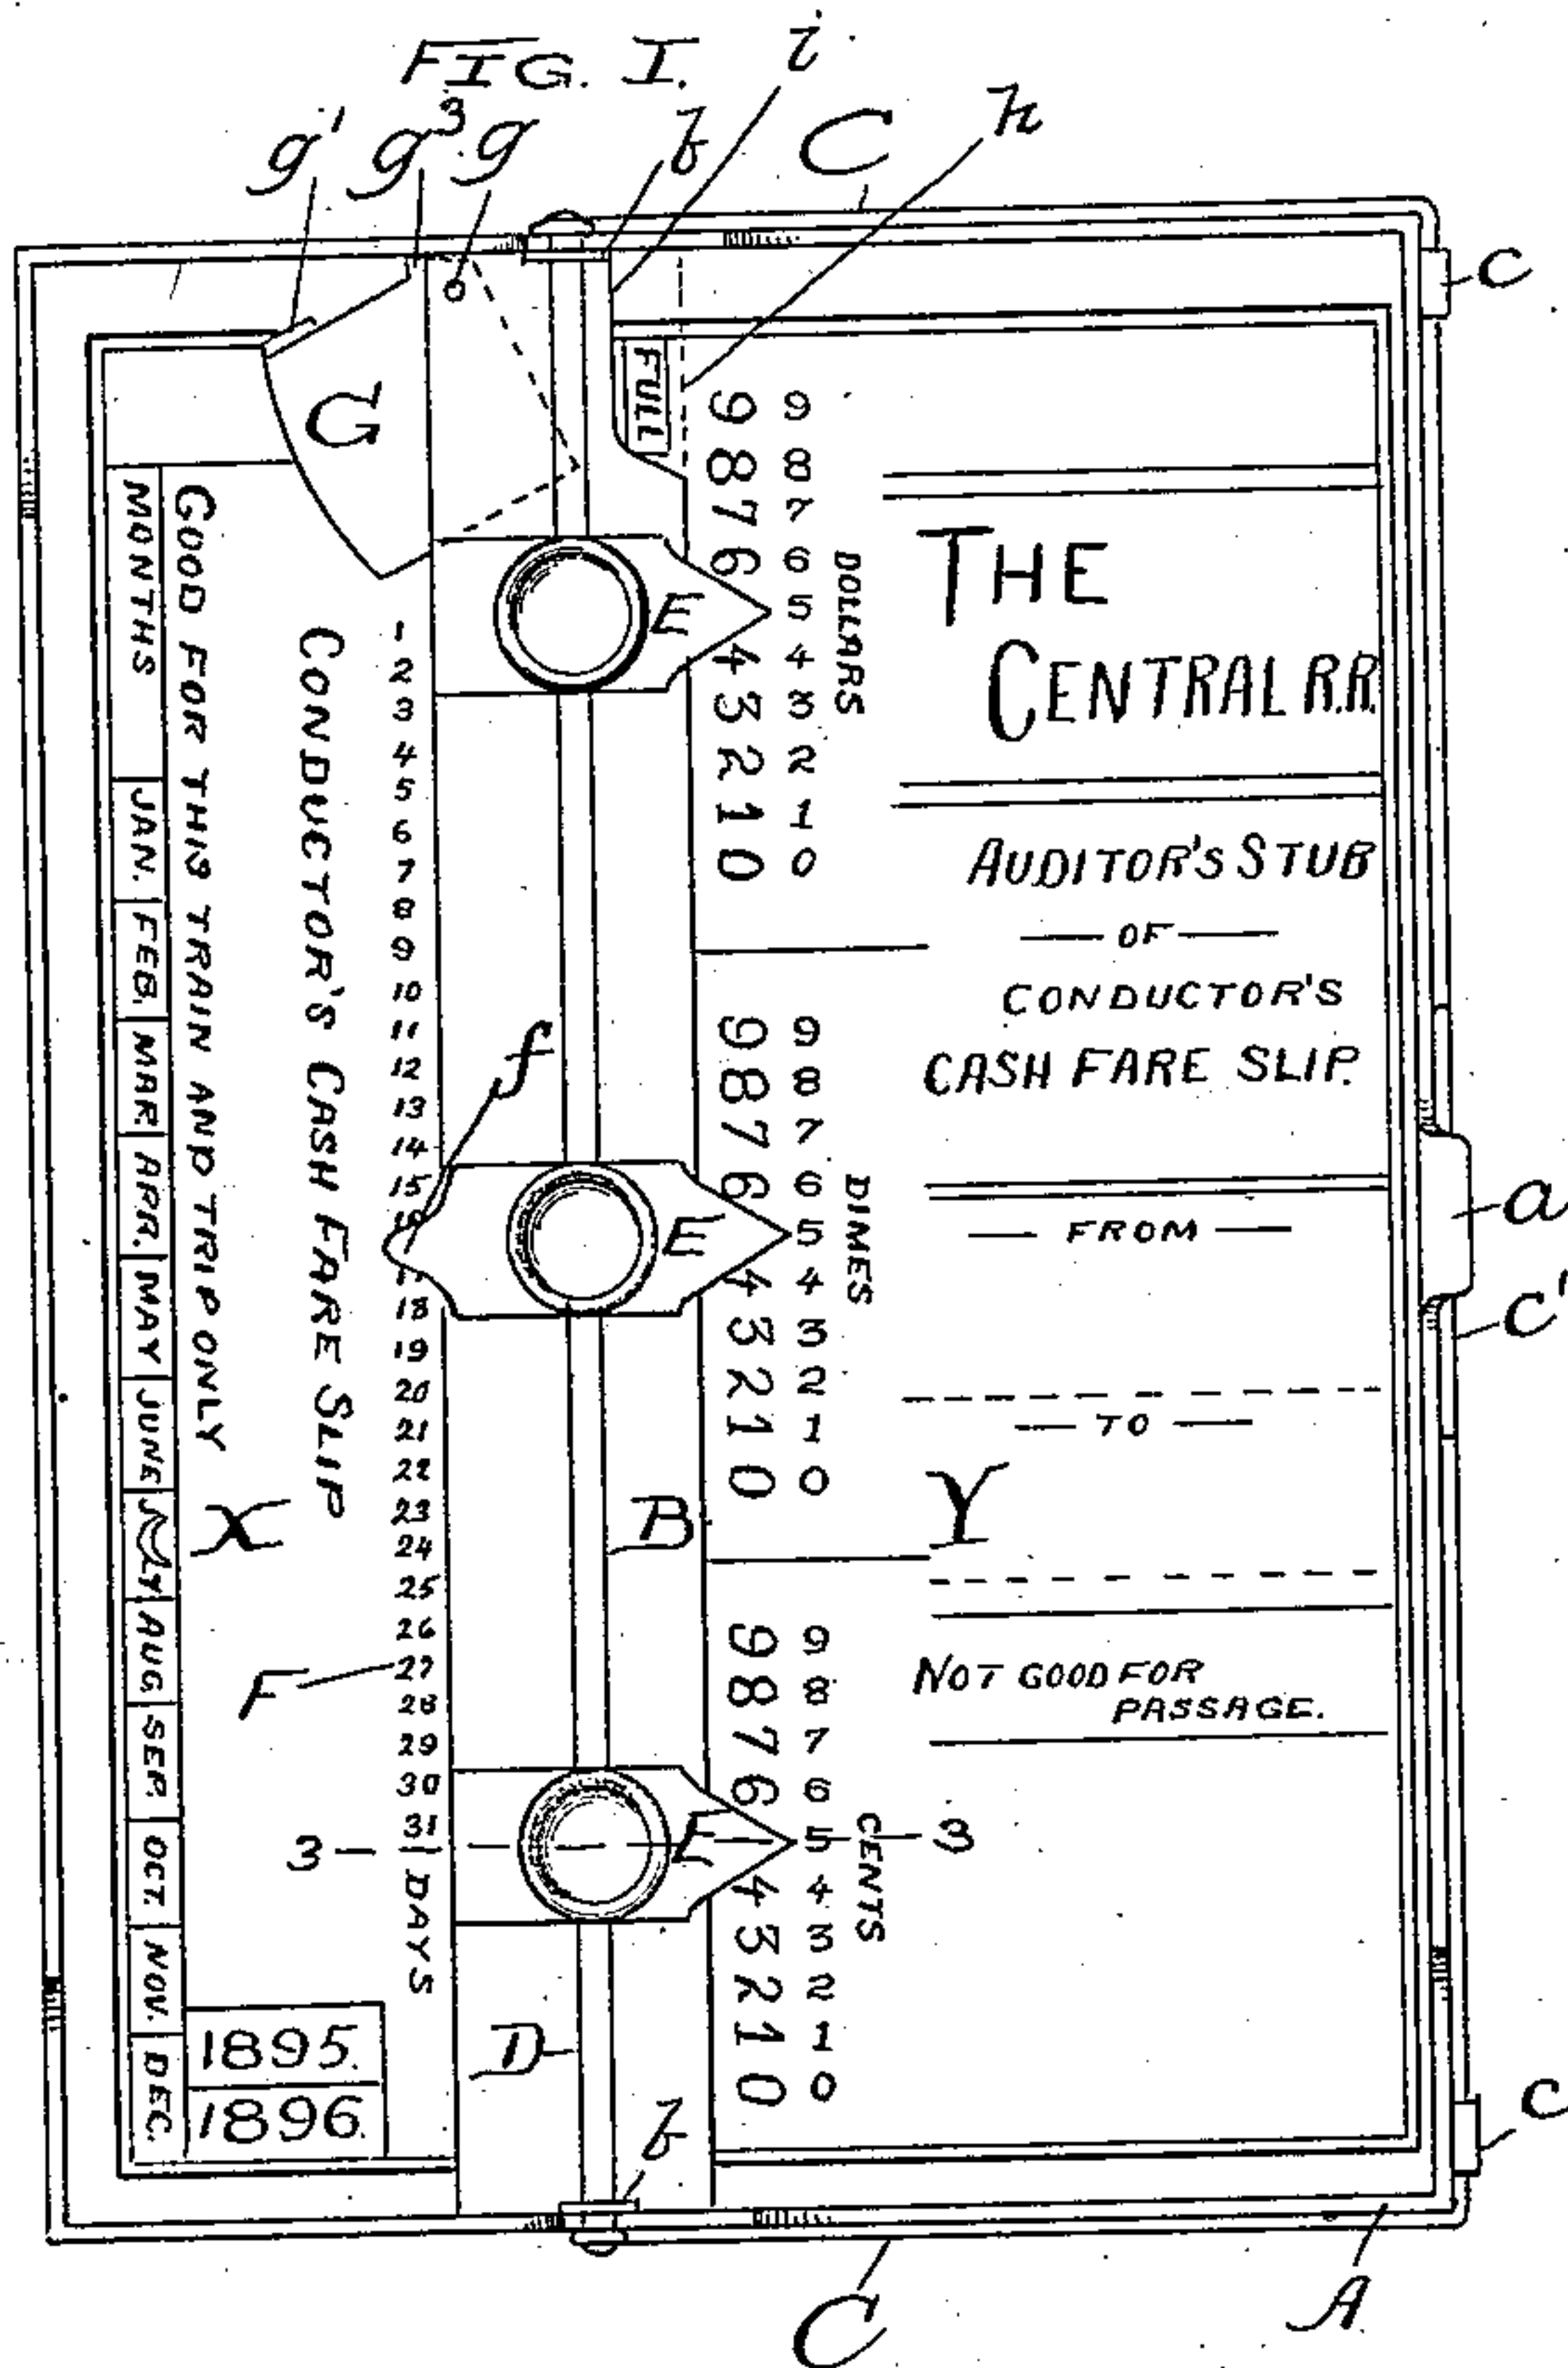 FIG. I.
g' g³ g b i C h
c
G
FULL
9 8 7 6 4 3 2 1 0
9 8 7 6 5 4 3 2 1 0
DOLLARS
E
THE
CENTRAL R.R.
AUDITOR'S STUB
— OF —
CONDUCTOR'S
CASH FARE SLIP.
— FROM —
— TO —
Y
NOT GOOD FOR
PASSAGE.
9 8 7 6 4 3 2 1 0
9 8 7 6 5 4 3 2 1 0
DIMES
E
f
a
c'
B
9 8 7 6 4 3 2 1 0
9 8 7 6 5 4 3 2 1 0
CENTS
E
3 — — 3
D
b
1 2 3 4 5 6 7 8 9 10 11 12 13 14 15 17 18 19 20 21 22 23 24 25 26 27 28 29 30 31 DAYS
F
CONDUCTOR'S CASH FARE SLIP
GOOD FOR THIS TRAIN AND TRIP ONLY
X
MONTHS JAN. FEB. MAR. APR. MAY JUNE JULY AUG. SEP. OCT. NOV. DEC.
1895.
1896.
c
C
A